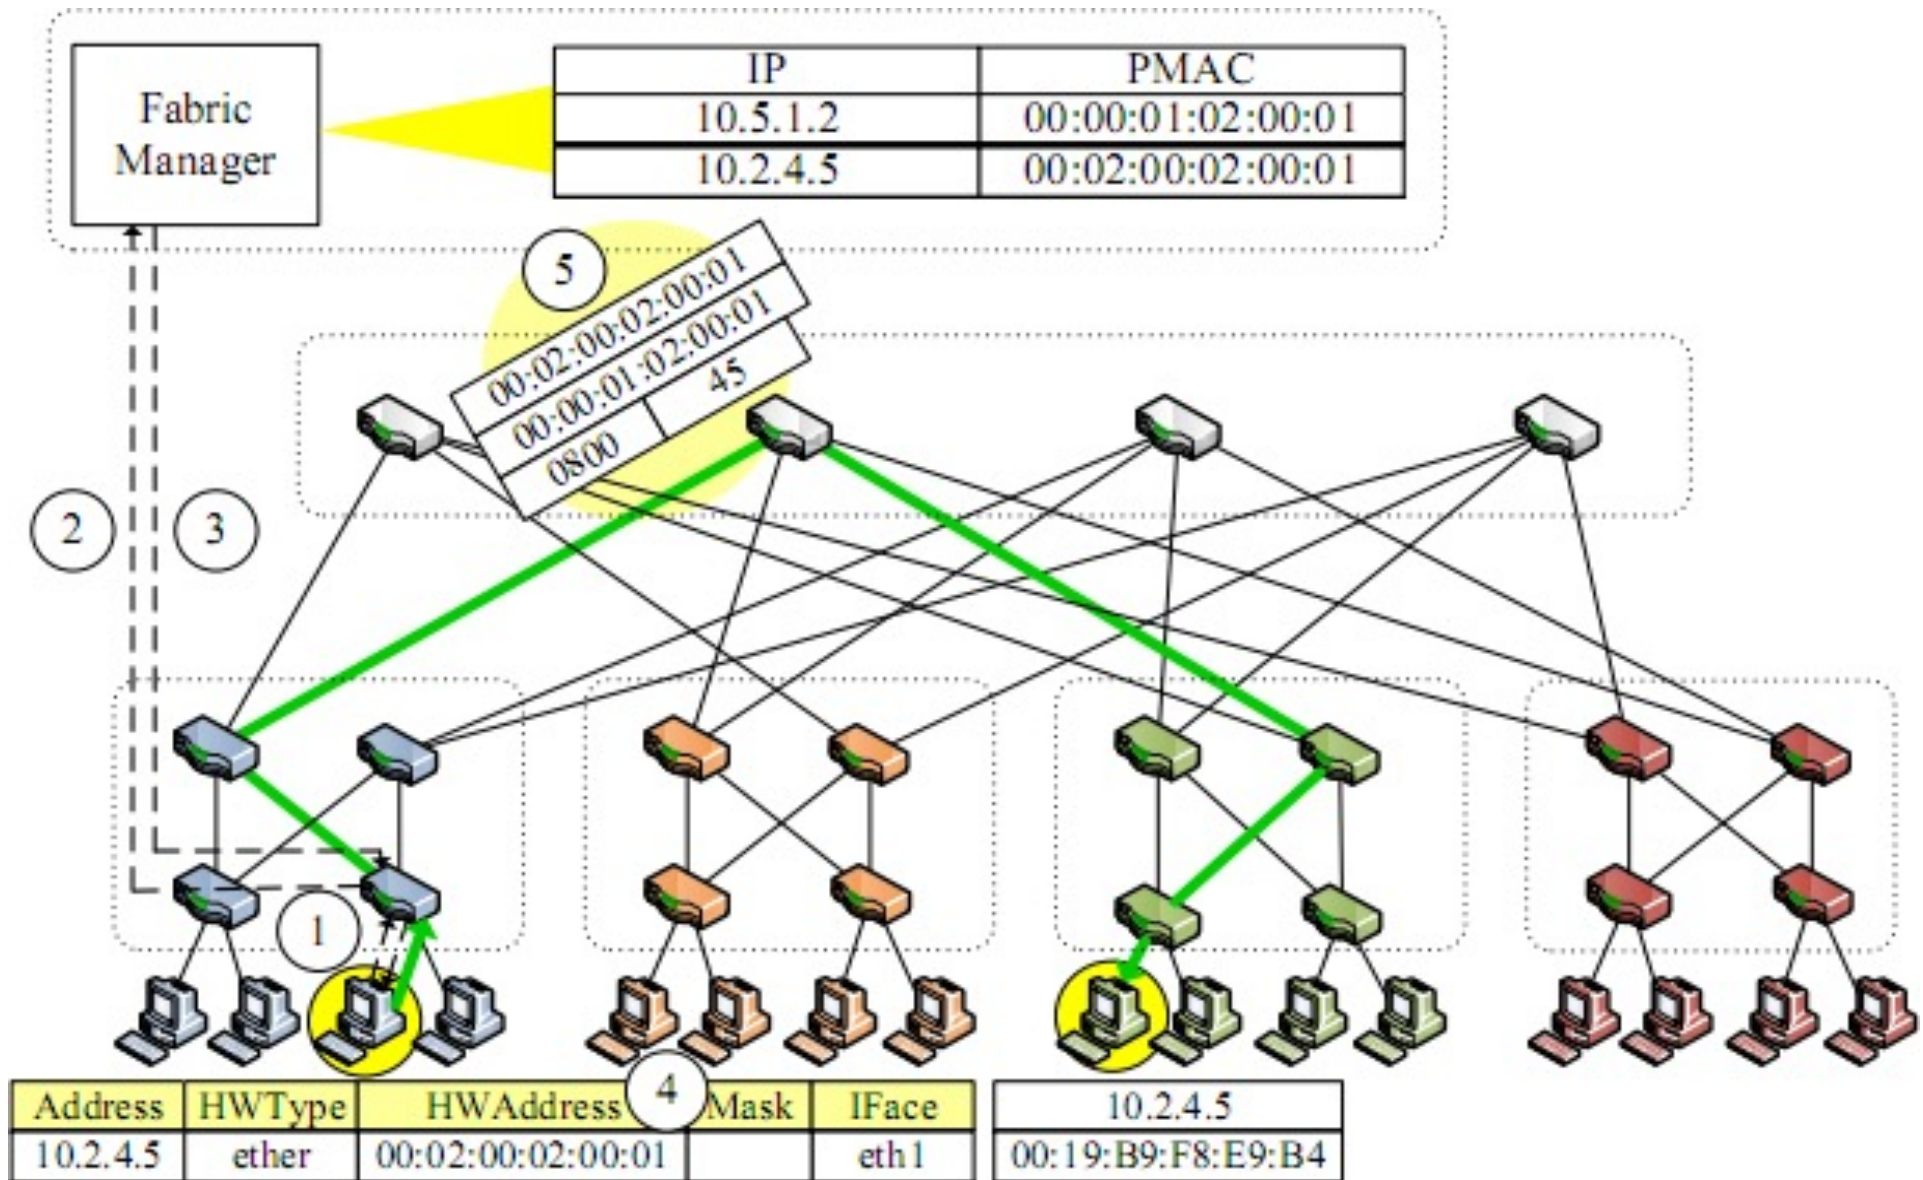 Fabric
Manager
IP PMAC
10.5.1.2 00:00:01:02:00:01
10.2.4.5 00:02:00:02:00:01
5
00:02:00:02:00:01
00:00:01:02:00:01
0800 45
2 3
1
4
Address HWType HWAddress Mask IFace
10.2.4.5 ether 00:02:00:02:00:01 eth1
10.2.4.5
00:19:B9:F8:E9:B4